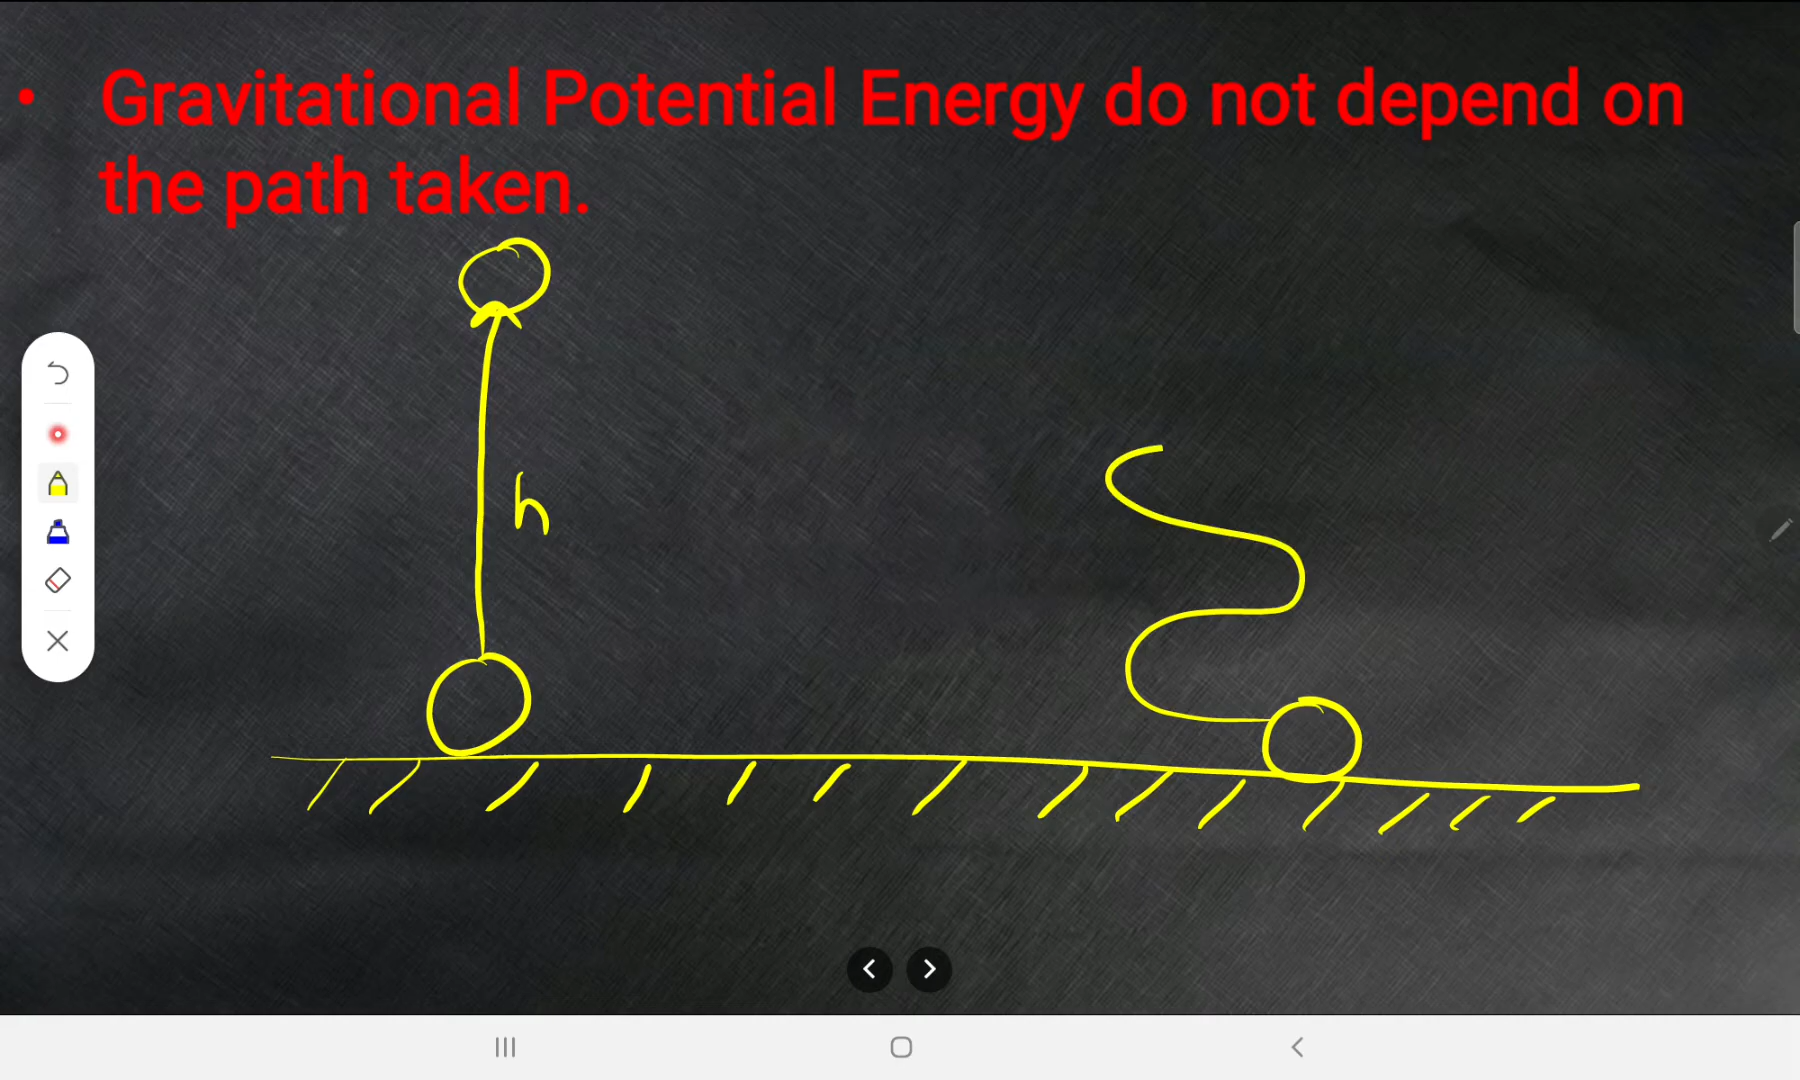 • Gravitational Potential Energy do not depend on
the path taken.
h